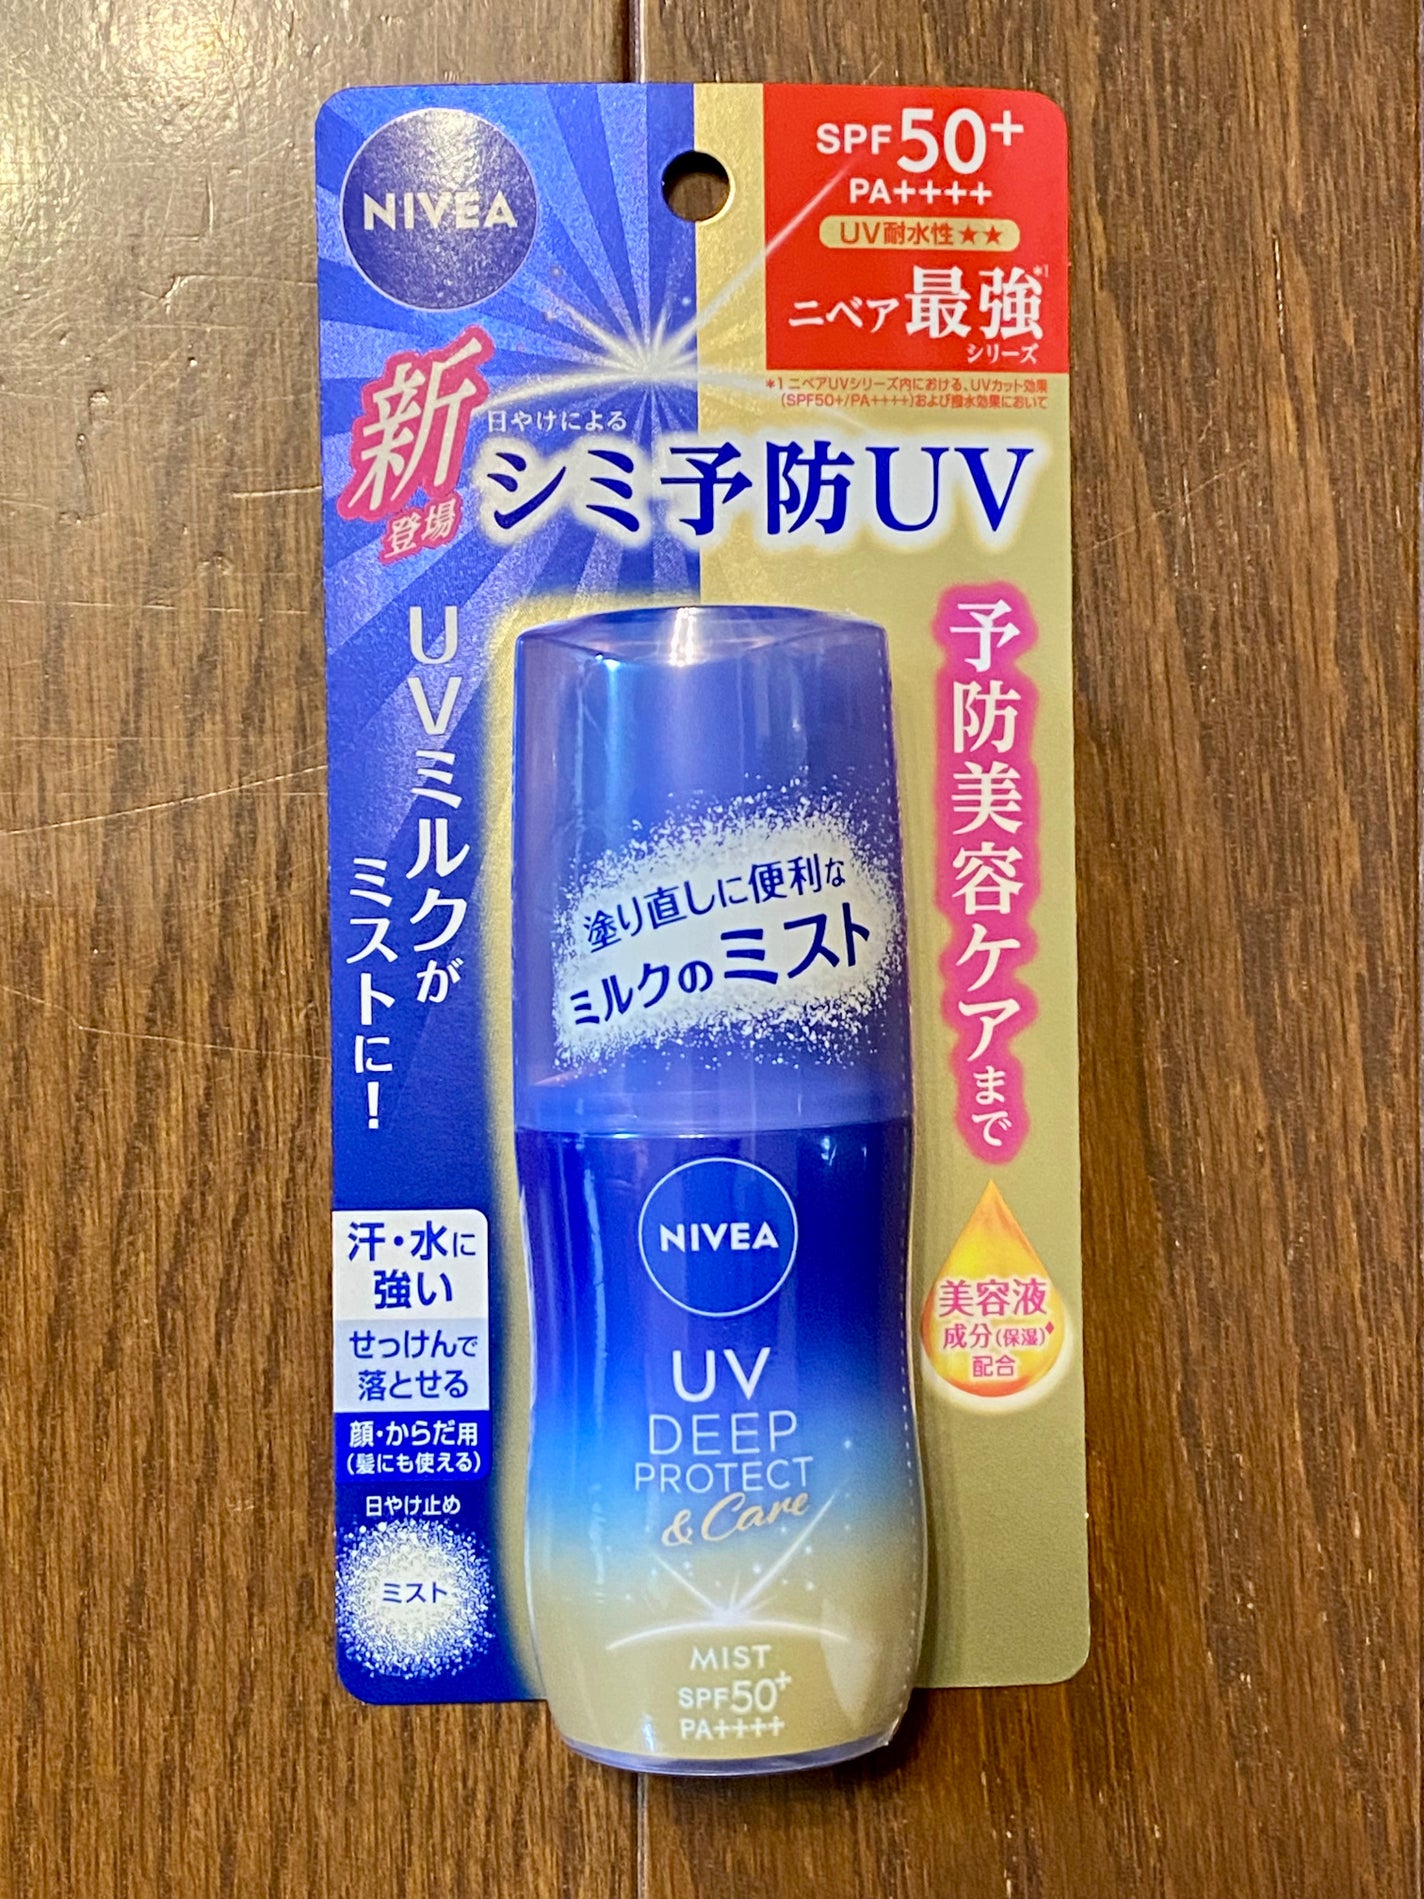 NIVEA
SPF50+
PA++++
UV耐水性★★
ニベア最強*1
シリーズ
*1 ニベアUVシリーズ内における、UVカット効果
(SPF50+/PA++++)および撥水効果において
新
登場
日やけによる
シミ予防UV
UVミルクが
ミストに!
予防美容ケアまで
塗り直しに便利な
ミルクのミスト
汗・水に
強い
せっけんで
落とせる
顔・からだ用
(髪にも使える)
日やけ止め
ミスト
美容液
成分(保湿)♦
配合
NIVEA
UV
DEEP
PROTECT
& Care
MIST
SPF50+
PA++++